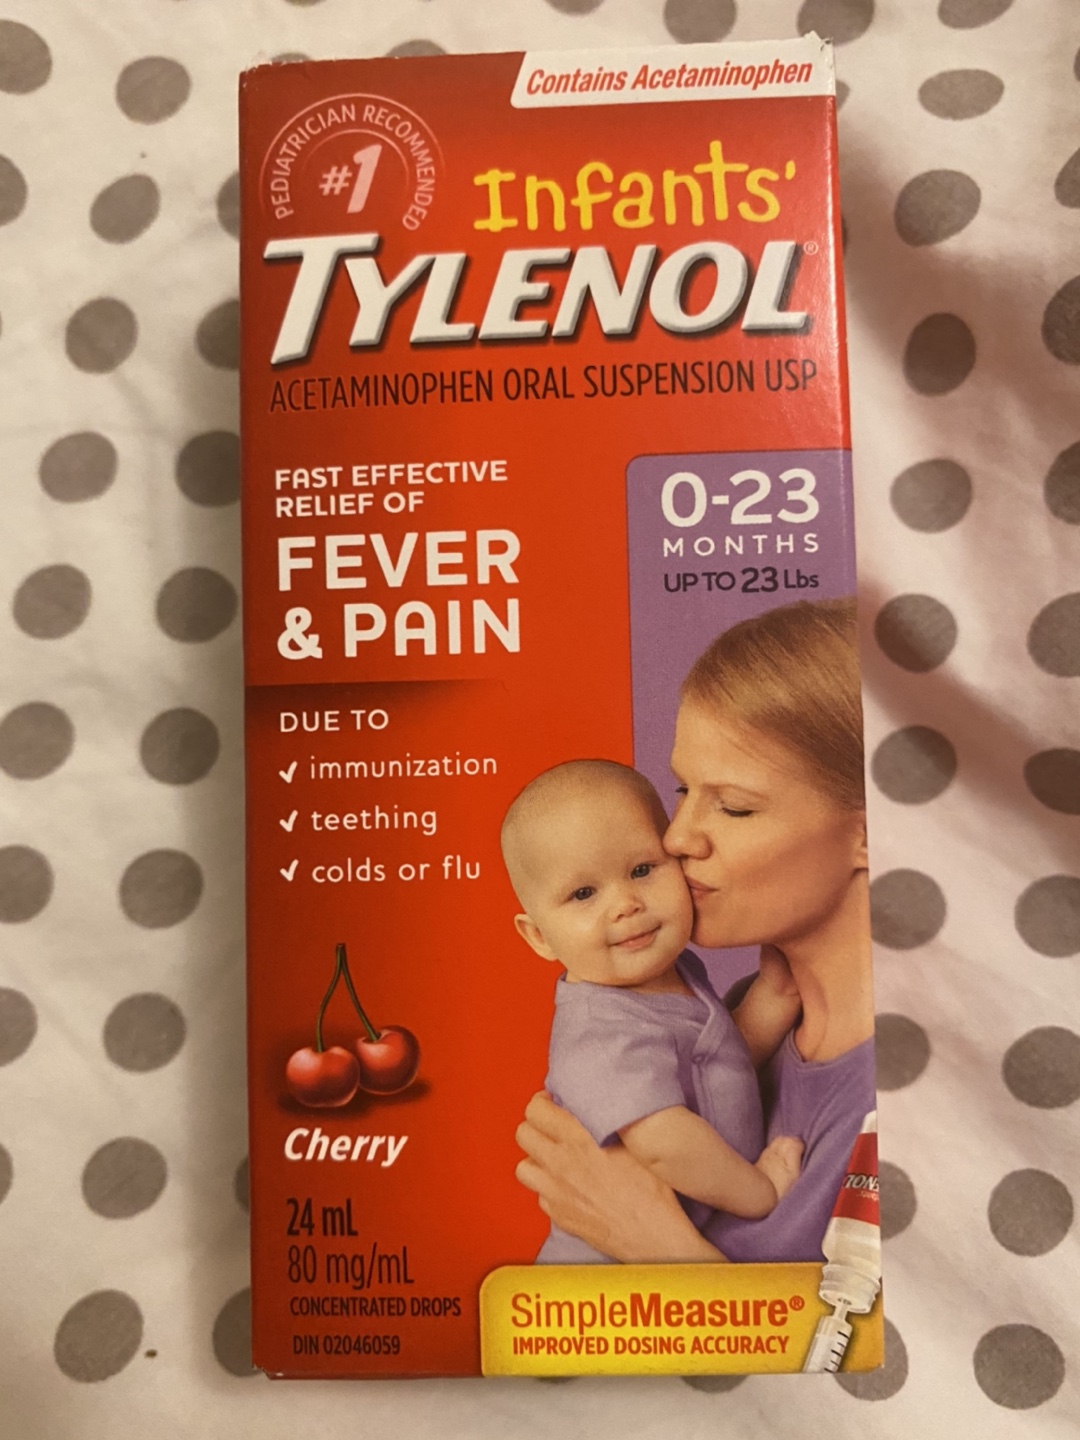 Contains Acetaminophen
PEDIATRICIAN RECOMMENDED
#1
Infants'
TYLENOL®
ACETAMINOPHEN ORAL SUSPENSION USP
FAST EFFECTIVE
RELIEF OF
FEVER
& PAIN
0-23
MONTHS
UP TO 23 Lbs
DUE TO
✓ immunization
✓ teething
✓ colds or flu
Cherry
24 mL
80 mg/mL
CONCENTRATED DROPS
DIN 02046059
SimpleMeasure®
IMPROVED DOSING ACCURACY